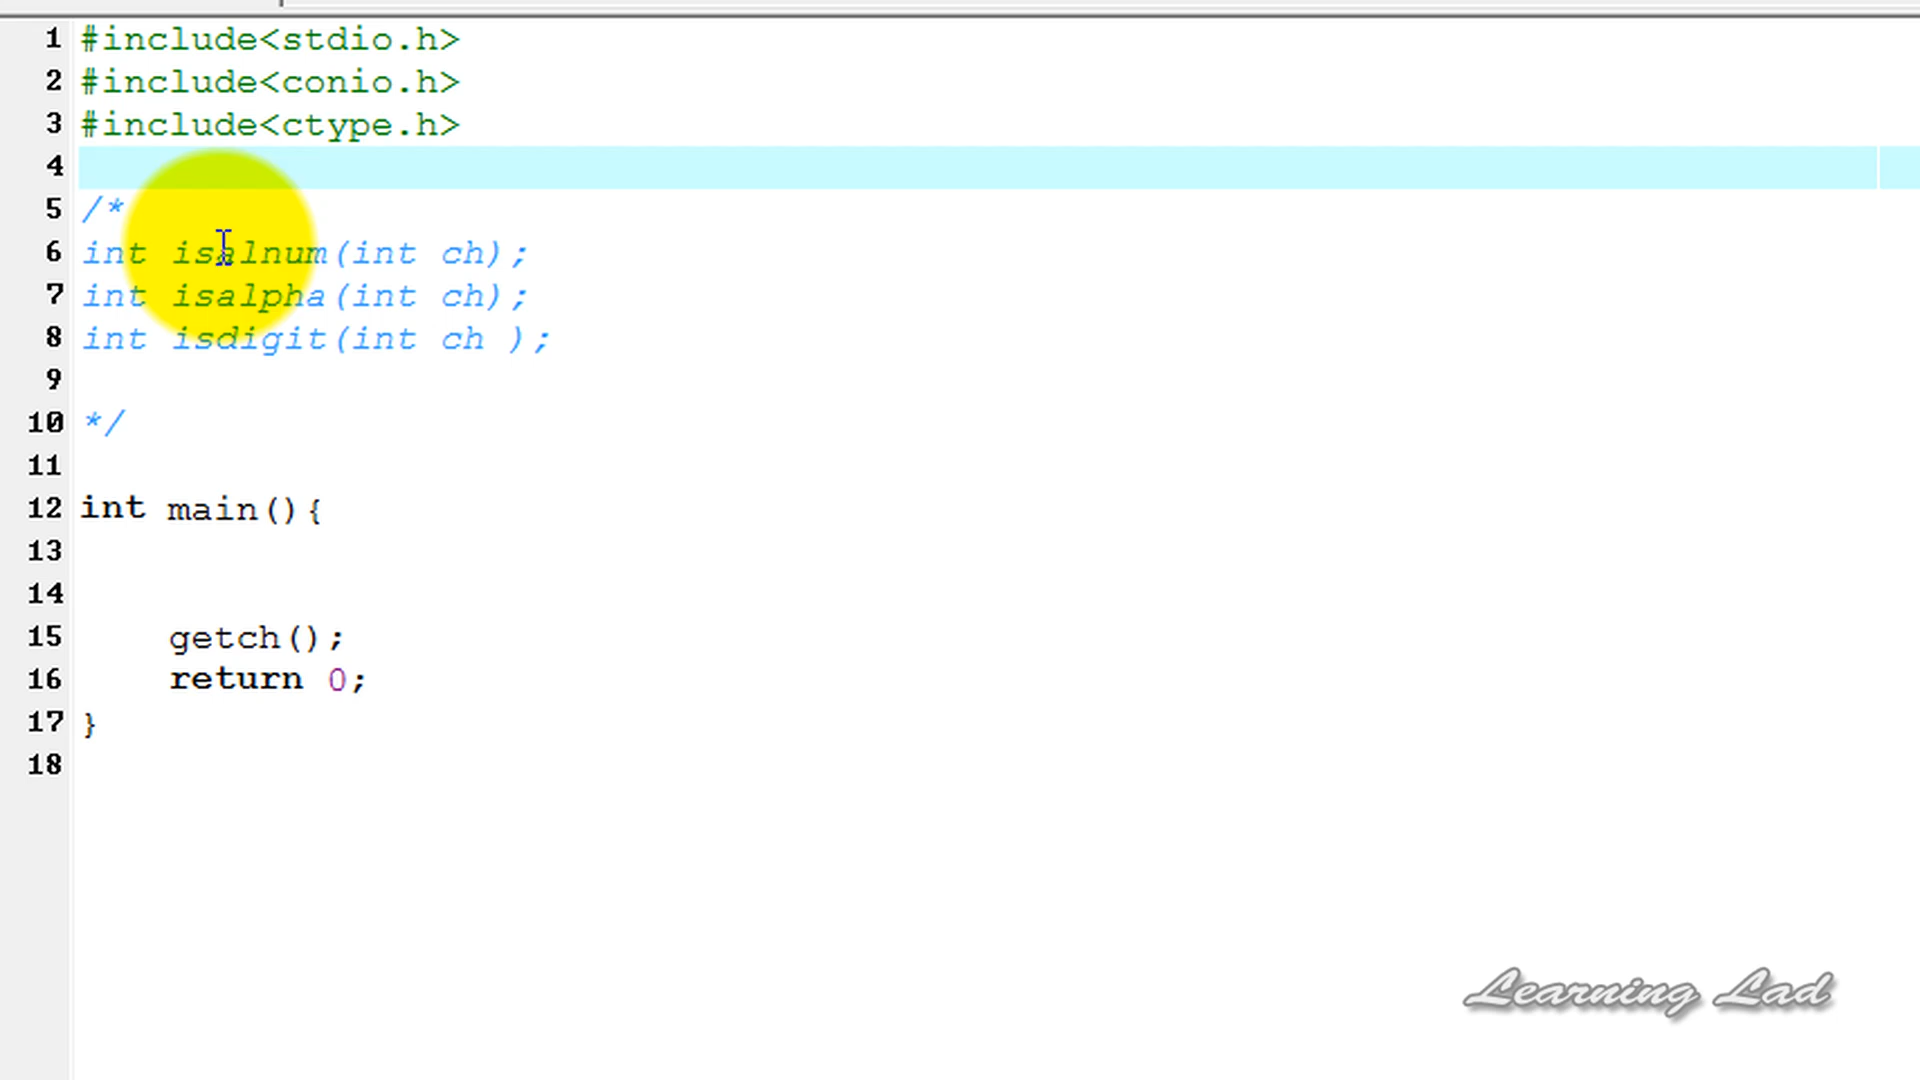 1 #include<stdio.h>
2 #include<conio.h>
3 #include<ctype.h>
4
5 /*
6 int isalnum(int ch);
7 int isalpha(int ch);
8 int isdigit(int ch );
9
10 */
11
12 int main(){
13
14
15 getch();
16 return 0;
17 }
18
Learning Lad